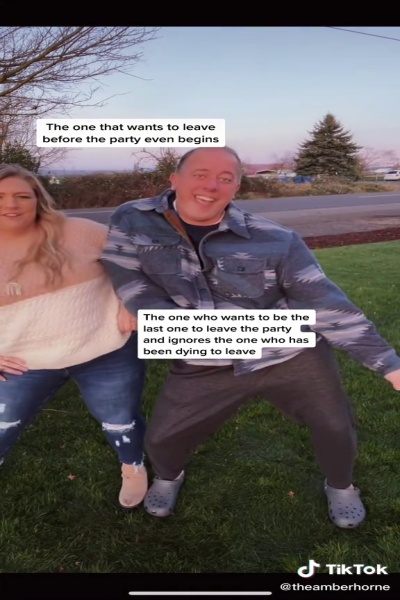 The one that wants to leave
before the party even begins
The one who wants to be the
last one to leave the party
and ignores the one who has
been dying to leave
TikTok
@theamberhorne